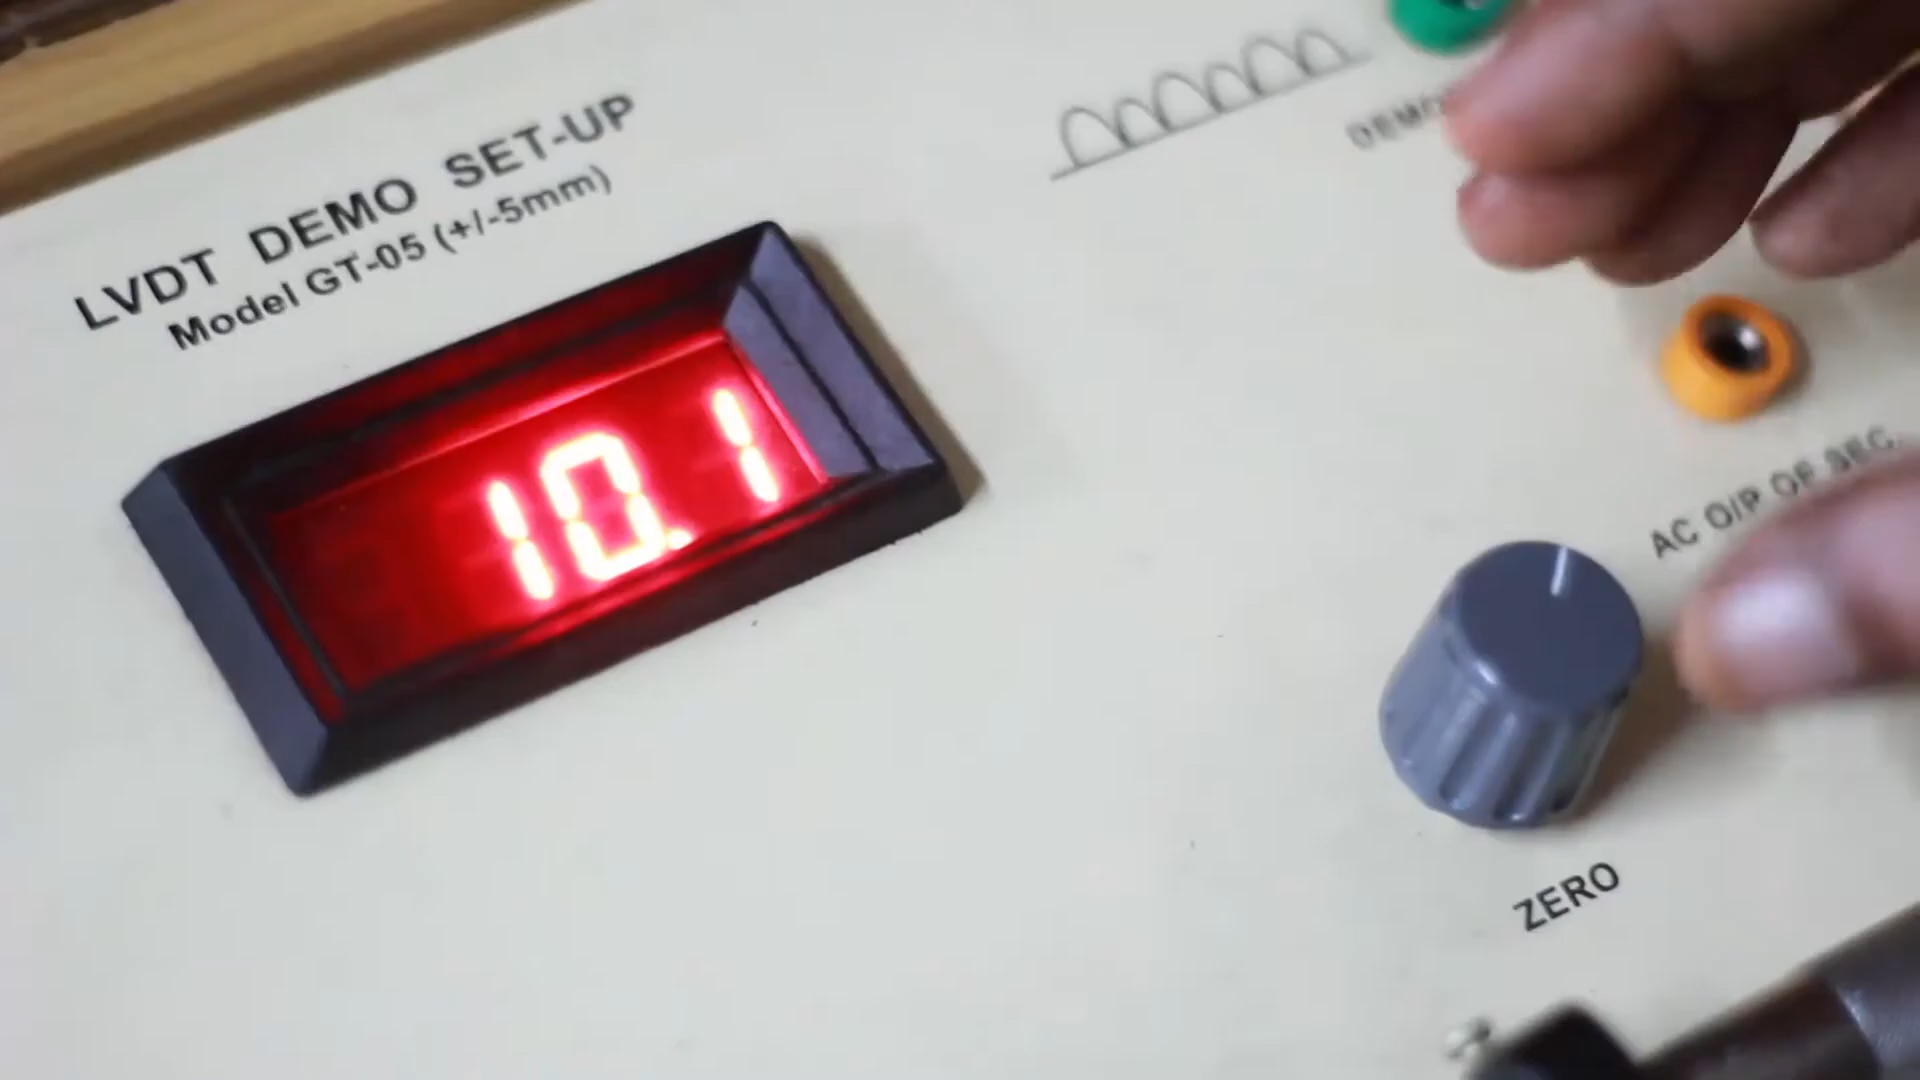 LVDT DEMO SET-UP
Model GT-05 (+/-5mm)
10.1
AC O/P OF SEC.
ZERO